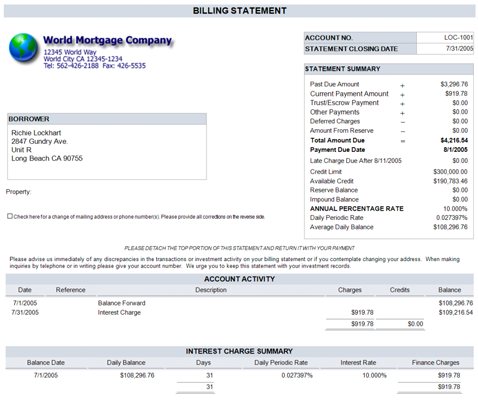 BILLING STATEMENT
World Mortgage Company
12345 World Way
World City CA 12345-1234
Tel: 562-426-2188 Fax: 426-5535
ACCOUNT NO. LOC-1001
STATEMENT CLOSING DATE 7/31/2005
STATEMENT SUMMARY
Past Due Amount + $3,296.76
Current Payment Amount + $919.78
Trust/Escrow Payment + $0.00
Other Payments + $0.00
Deferred Charges – $0.00
Amount From Reserve – $0.00
Total Amount Due = $4,216.54
Payment Due Date 8/1/2005
Late Charge Due After 8/11/2005 $0.00
Credit Limit $300,000.00
Available Credit $190,783.46
Reserve Balance $0.00
Impound Balance $0.00
ANNUAL PERCENTAGE RATE 10.000%
Daily Periodic Rate 0.027397%
Average Daily Balance $108,296.76
BORROWER
Richie Lockhart
2847 Gundry Ave.
Unit R
Long Beach CA 90755
Property:
Check here for a change of mailing address or phone number(s). Please provide all corrections on the reverse side.
PLEASE DETACH THE TOP PORTION OF THIS STATEMENT AND RETURN IT WITH YOUR PAYMENT
Please advise us immediately of any discrepancies in the transactions or investment activity on your billing statement or if you contemplate changing your address. When making
inquiries by telephone or in writing please give your account number. We urge you to keep this statement with your investment records.
ACCOUNT ACTIVITY
Date Reference Description Charges Credits Balance
7/1/2005 Balance Forward $108,296.76
7/31/2005 Interest Charge $919.78 $109,216.54
$919.78 $0.00
INTEREST CHARGE SUMMARY
Balance Date Daily Balance Days Daily Periodic Rate Interest Rate Finance Charges
7/1/2005 $108,296.76 31 0.027397% 10.000% $919.78
31 $919.78